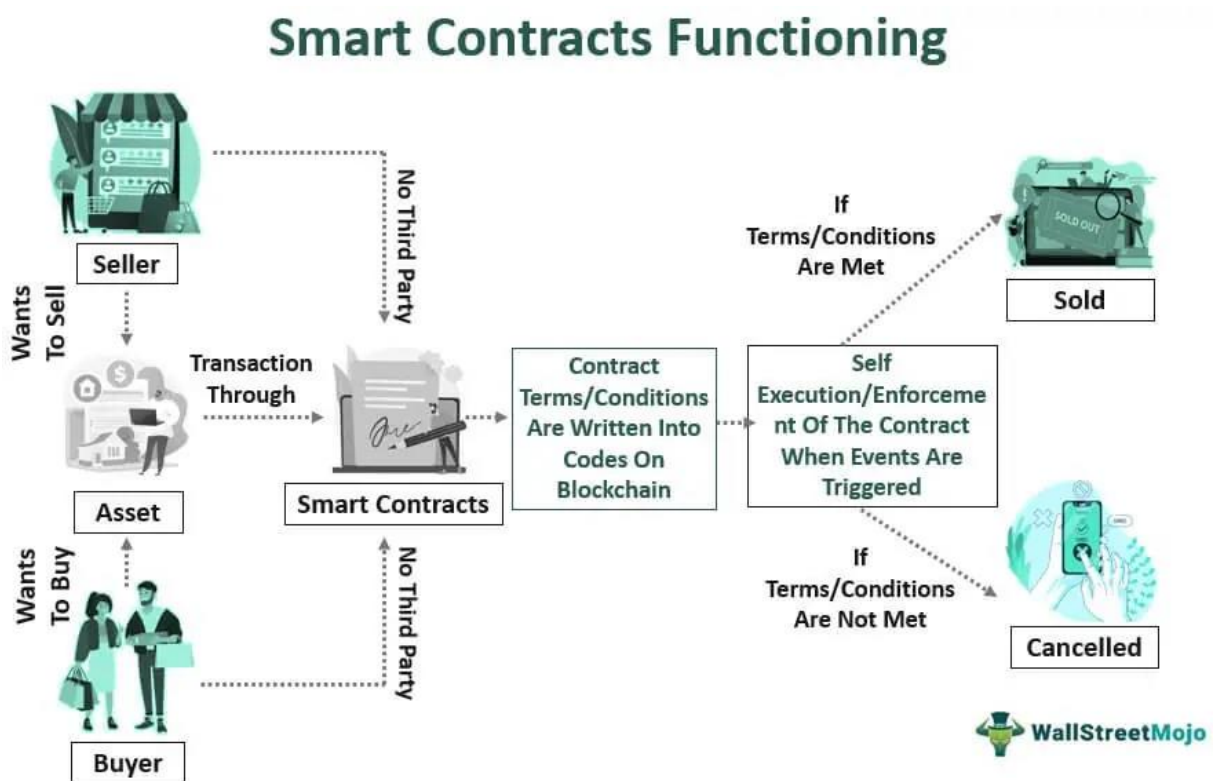 Smart Contracts Functioning
Seller
Wants
To Sell
No Third Party
Transaction
Through
Asset
Smart Contracts
Wants
To Buy
No Third Party
Buyer
Contract
Terms/Conditions
Are Written Into
Codes On
Blockchain
Self
Execution/Enforceme
nt Of The Contract
When Events Are
Triggered
If
Terms/Conditions
Are Met
SOLD OUT
Sold
If
Terms/Conditions
Are Not Met
Cancelled
WallStreetMojo